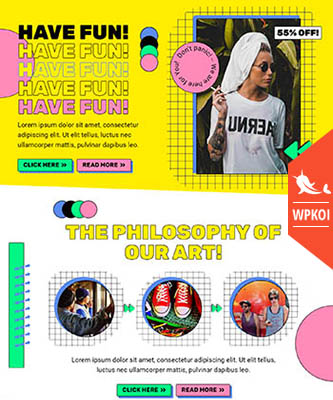 HAVE FUN!
HAVE FUN!
HAVE FUN!
HAVE FUN!
HAVE FUN!
Lorem ipsum dolor sit amet, consectetur
adipiscing elit. Ut elit tellus, luctus nec
ullamcorper mattis, pulvinar dapibus leo.
CLICK HERE »
READ MORE »
Don't panic! – We are here for You!
55% OFF!
AERNU
WPKOI
THE PHILOSOPHY OF
OUR ART!
Lorem ipsum dolor sit amet, consectetur adipiscing elit. Ut elit
tellus, luctus nec ullamcorper mattis, pulvinar dapibus leo.
CLICK HERE »
READ MORE »